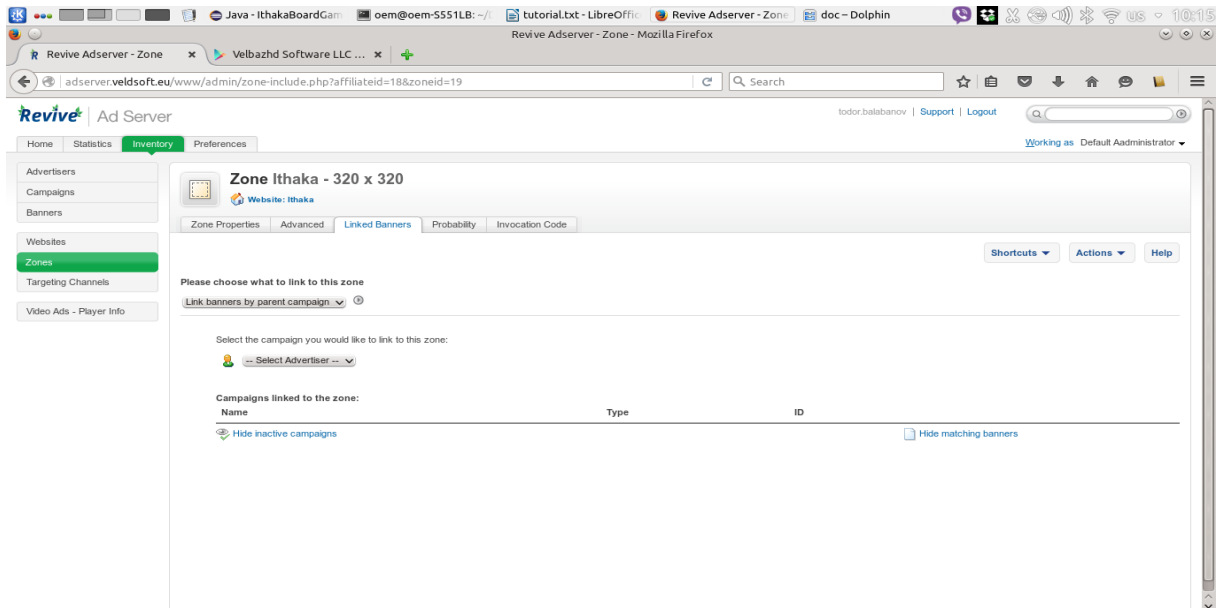 Java - IthakaBoardGam oem@oem-S551LB: ~/ tutorial.txt - LibreOffic Revive Adserver - Zone doc – Dolphin US 10:15
Revive Adserver - Zone - Mozilla Firefox
Revive Adserver - Zone Velbazhd Software LLC ...
adserver.veldsoft.eu/www/admin/zone-include.php?affiliateid=18&zoneid=19 Search
Revive Ad Server todor.balabanov | Support | Logout
Home Statistics Inventory Preferences Working as Default Aadministrator
Advertisers
Campaigns
Banners
Websites
Zones
Targeting Channels
Video Ads - Player Info
Zone Ithaka - 320 x 320
Website: Ithaka
Zone Properties Advanced Linked Banners Probability Invocation Code
Shortcuts Actions Help
Please choose what to link to this zone
Link banners by parent campaign
Select the campaign you would like to link to this zone:
-- Select Advertiser --
Campaigns linked to the zone:
Name Type ID
Hide inactive campaigns Hide matching banners